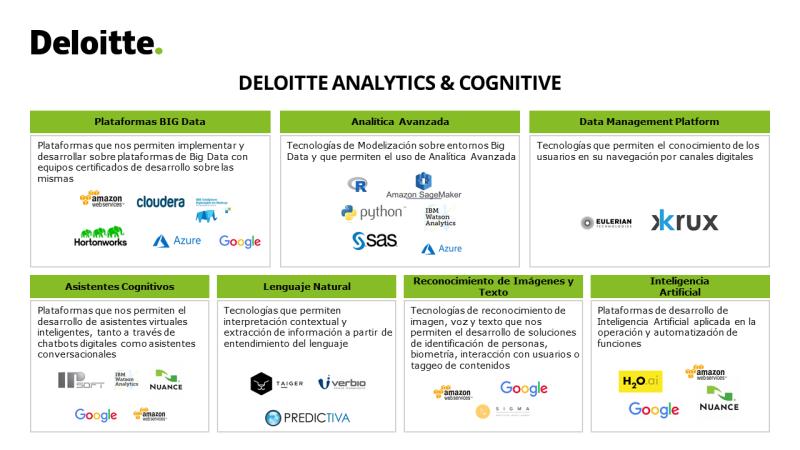 Deloitte.
DELOITTE ANALYTICS & COGNITIVE
Plataformas BIG Data
Plataformas que nos permiten implementar y
desarrollar sobre plataformas de Big Data con
equipos certificados de desarrollo sobre las
mismas
amazon
webservices
cloudera
Hortonworks
Azure
Google
Analítica Avanzada
Tecnologías de Modelización sobre entornos Big
Data y que permiten el uso de Analítica Avanzada
R
Amazon SageMaker
python
IBM
Watson
Analytics
sas
Azure
Data Management Platform
Tecnologías que permiten el conocimiento de los
usuarios en su navegación por canales digitales
EULERIAN
TECHNOLOGIES
krux
Asistentes Cognitivos
Plataformas que nos permiten el
desarrollo de asistentes virtuales
inteligentes, tanto a través de
chatbots digitales como asistentes
conversacionales
IPSOFT
IBM
Watson
Analytics
NUANCE
Google
amazon
webservices
Lenguaje Natural
Tecnologías que permiten
interpretación contextual y
extracción de información a partir de
entendimiento del lenguaje
TAIGER
verbio
PREDICTIVA
Reconocimiento de Imágenes y
Texto
Tecnologías de reconocimiento de
imagen, voz y texto que nos
permiten el desarrollo de soluciones
de identificación de personas,
biometría, interacción con usuarios o
taggeo de contenidos
amazon
webservices
Google
SIGMA
Inteligencia
Artificial
Plataformas de desarrollo de
Inteligencia Artificial aplicada en la
operación y automatización de
funciones
H2O.ai
amazon
webservices
Google
NUANCE